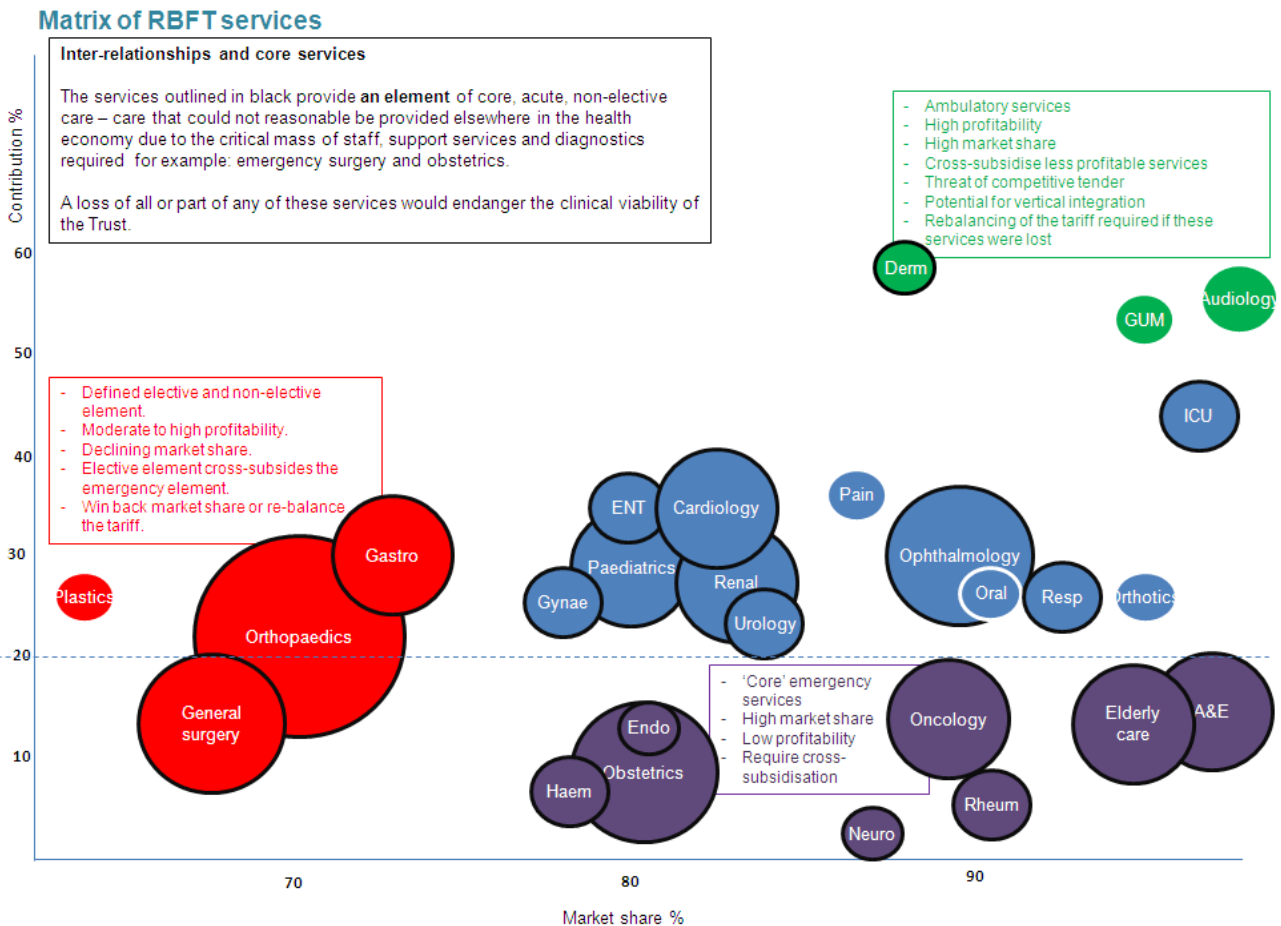 Matrix of RBFT services
Inter-relationships and core services
The services outlined in black provide an element of core, acute, non-elective
care – care that could not reasonable be provided elsewhere in the health
economy due to the critical mass of staff, support services and diagnostics
required for example: emergency surgery and obstetrics.
A loss of all or part of any of these services would endanger the clinical viability of
the Trust.
- Ambulatory services
- High profitability
- High market share
- Cross-subsidise less profitable services
- Threat of competitive tender
- Potential for vertical integration
- Rebalancing of the tariff required if these
services were lost
Contribution %
60
50
40
30
20
10
Derm
GUM
Audiology
ICU
- Defined elective and non-elective
element.
- Moderate to high profitability.
- Declining market share.
- Elective element cross-subsides the
emergency element.
- Win back market share or re-balance
the tariff.
Plastics
Gastro
Orthopaedics
General
surgery
ENT
Cardiology
Paediatrics
Renal
Gynae
Urology
Pain
Ophthalmology
Oral
Resp
Orthotics
- 'Core' emergency
services
- High market share
- Low profitability
- Require cross-
subsidisation
Endo
Obstetrics
Haem
Oncology
Elderly
care
A&E
Rheum
Neuro
70
80
90
Market share %